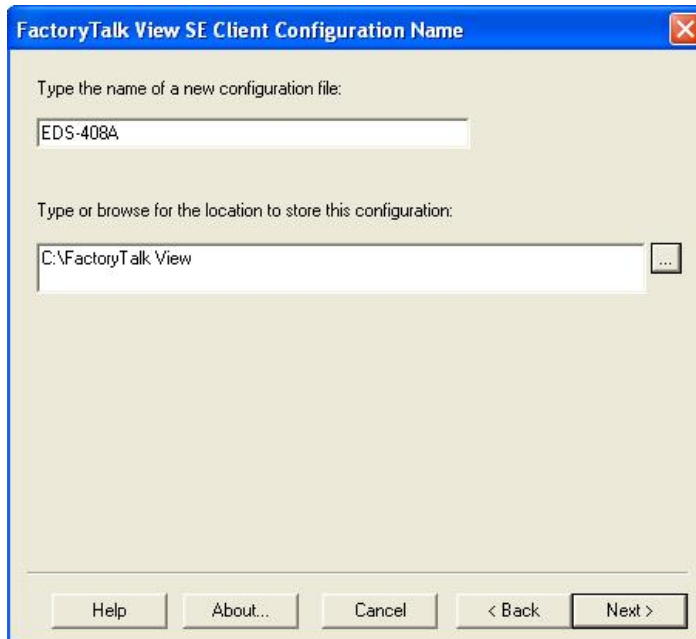 FactoryTalk View SE Client Configuration Name
Type the name of a new configuration file:
EDS-408A
Type or browse for the location to store this configuration:
C:\FactoryTalk View
...
Help About... Cancel < Back Next >